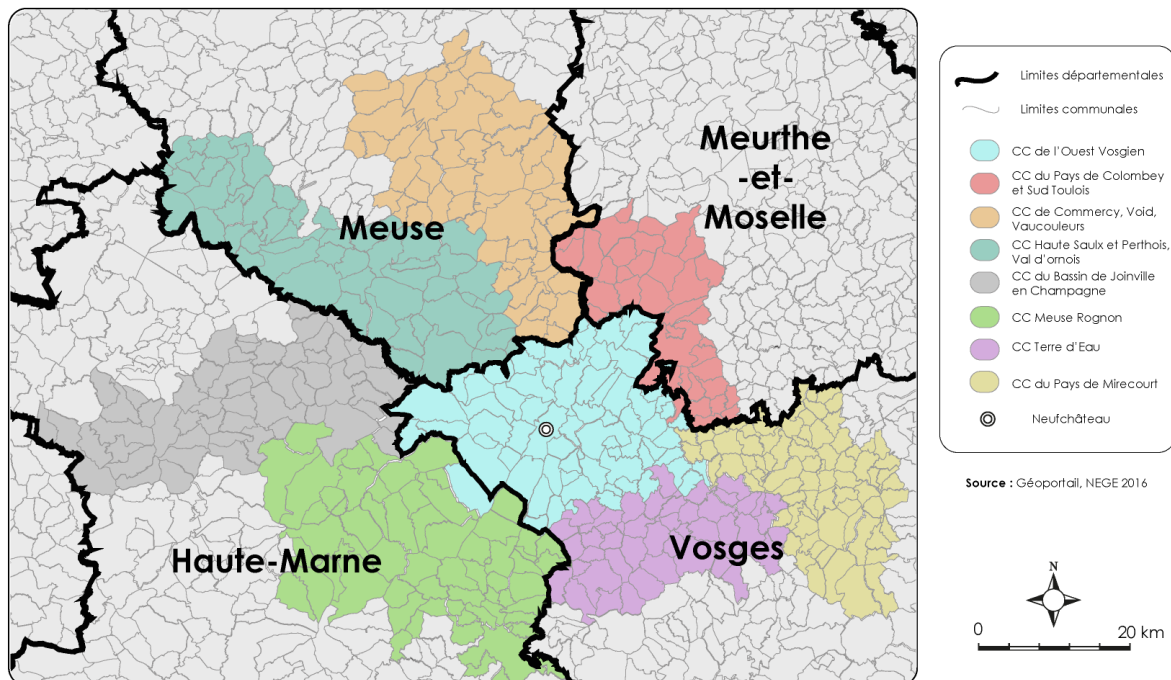 Meurthe
-et-
Moselle
Meuse
Haute-Marne
Vosges
Limites départementales
Limites communales
CC de l'Ouest Vosgien
CC du Pays de Colombey
et Sud Toulois
CC de Commercy, Void,
Vaucouleurs
CC Haute Saulx et Perthois,
Val d'ornois
CC du Bassin de Joinville
en Champagne
CC Meuse Rognon
CC Terre d'Eau
CC du Pays de Mirecourt
Neufchâteau
Source : Géoportail, NEGE 2016
N
0 20 km